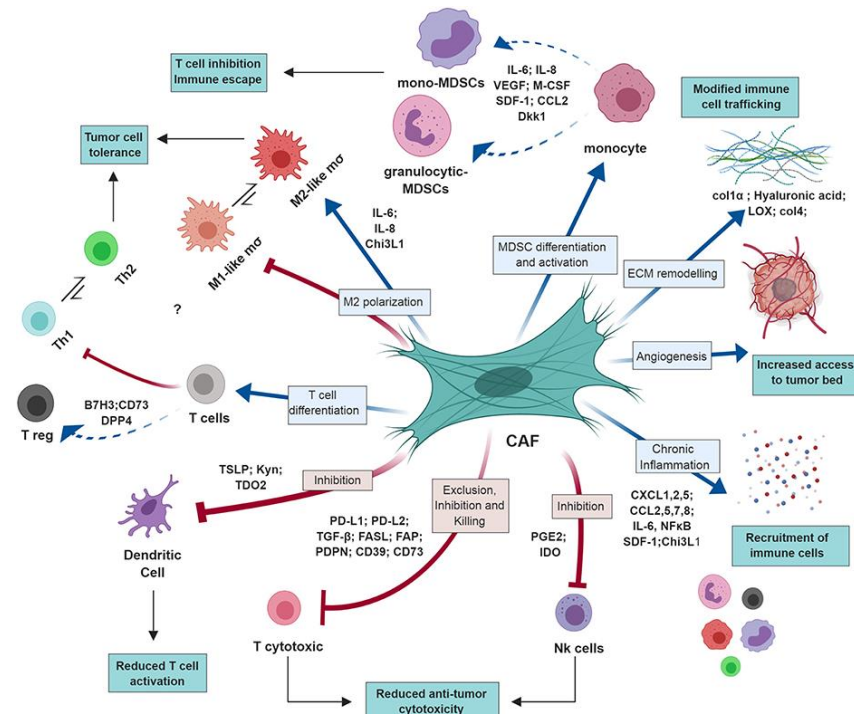 T cell inhibition
Immune escape
mono-MDSCs
IL-6; IL-8
VEGF; M-CSF
SDF-1; CCL2
Dkk1
monocyte
Modified immune
cell trafficking
Tumor cell
tolerance
M2-like mσ
granulocytic-
MDSCs
col1α ; Hyaluronic acid;
LOX; col4;
IL-6;
IL-8
Chi3L1
M1-like mσ
MDSC differentiation
and activation
ECM remodelling
Th2
?
M2 polarization
Th1
Angiogenesis
Increased access
to tumor bed
T cells
T cell
differentiation
B7H3;CD73
DPP4
T reg
CAF
Chronic
Inflammation
TSLP; Kyn;
TDO2
Inhibition
Exclusion,
Inhibition and
Killing
Inhibition
CXCL1,2,5;
CCL2,5,7,8;
IL-6, NFκB
SDF-1;Chi3L1
PD-L1; PD-L2;
TGF-β; FASL; FAP;
PDPN; CD39; CD73
PGE2;
IDO
Dendritic
Cell
Recruitment of
immune cells
T cytotoxic
Nk cells
Reduced T cell
activation
Reduced anti-tumor
cytotoxicity